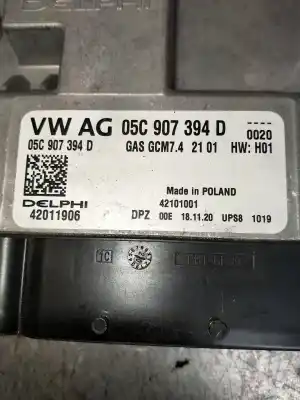 DELPHI
VW AG 05C 907 394 D
0020
05C 907 394 D GAS GCM7.4 21 01 HW: H01
Made in POLAND
DELPHI 42101001
42011906 DPZ 00E 18.11.20 UPS8 1019